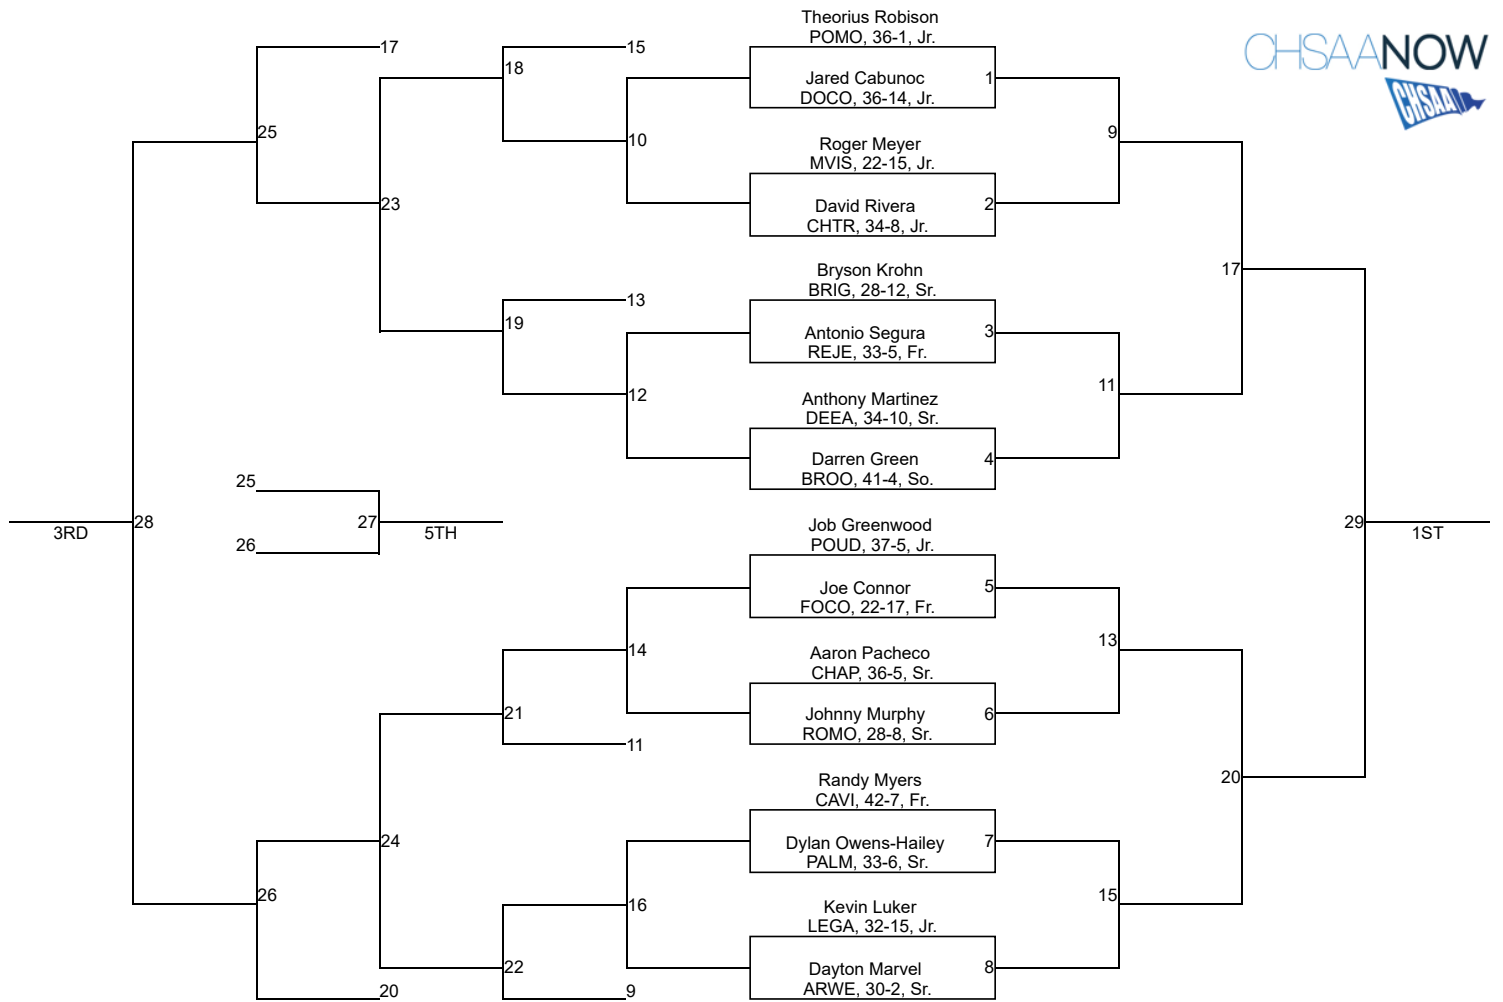 Theorius Robison
POMO, 36-1, Jr.
17
15
CHSAANOW
18
Jared Cabunoc
1
DOCO, 36-14, Jr.
CHSAA
25
9
10
Roger Meyer
MVIS, 22-15, Jr.
23
David Rivera
2
CHTR, 34-8, Jr.
Bryson Krohn
17
BRIG, 28-12, Sr.
13
19
Antonio Segura
3
REJE, 33-5, Fr.
12
11
Anthony Martinez
DEEA, 34-10, Sr.
Darren Green
4
BROO, 41-4, So.
25
28
27
29
3RD
5TH
1ST
26
Job Greenwood
POUD, 37-5, Jr.
Joe Connor
5
FOCO, 22-17, Fr.
14
13
Aaron Pacheco
CHAP, 36-5, Sr.
21
Johnny Murphy
6
ROMO, 28-8, Sr.
11
Randy Myers
20
CAVI, 42-7, Fr.
24
Dylan Owens-Hailey
7
PALM, 33-6, Sr.
26
16
15
Kevin Luker
LEGA, 32-15, Jr.
22
Dayton Marvel
8
ARWE, 30-2, Sr.
20
9